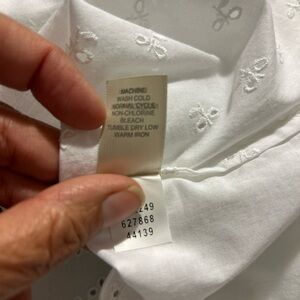 MACHINE
WASH COLD
NORMAL CYCLE
NON-CHLORINE
BLEACH
TUMBLE DRY LOW
WARM IRON
249
627868
44139